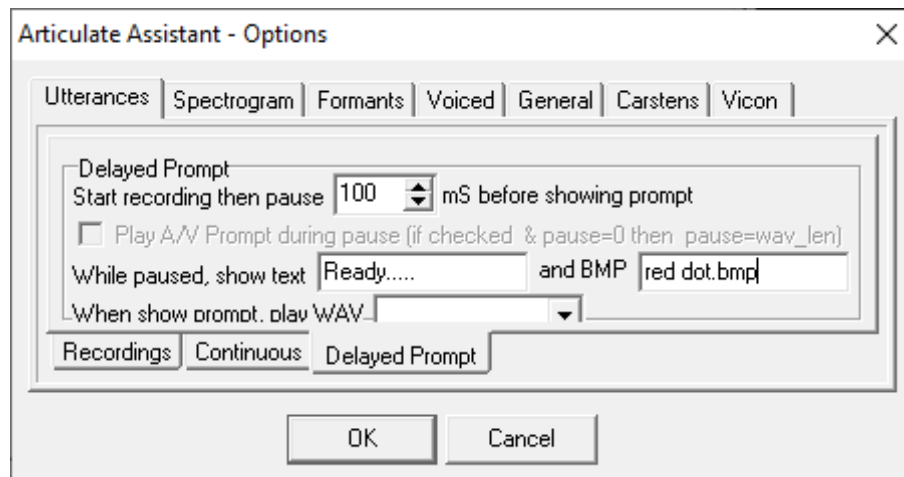 Articulate Assistant - Options
Utterances Spectrogram Formants Voiced General Carstens Vicon
Delayed Prompt
Start recording then pause 100 mS before showing prompt
Play A/V Prompt during pause (if checked & pause=0 then pause=wav_len)
While paused, show text Ready..... and BMP red dot.bmp
When show prompt, play WAV
Recordings Continuous Delayed Prompt
OK Cancel